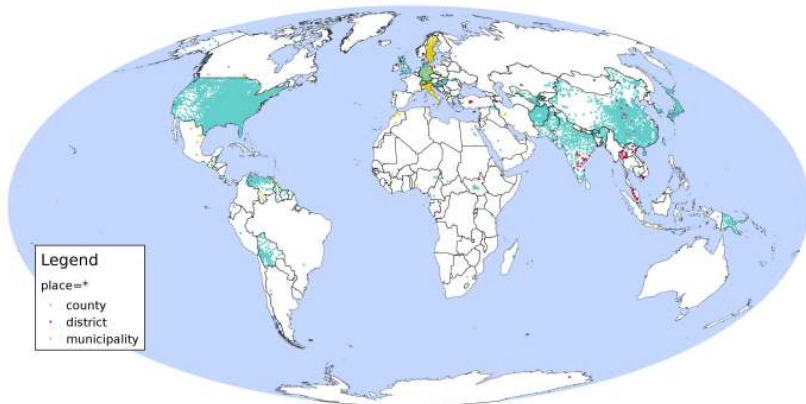 Legend
place=*
county
district
municipality